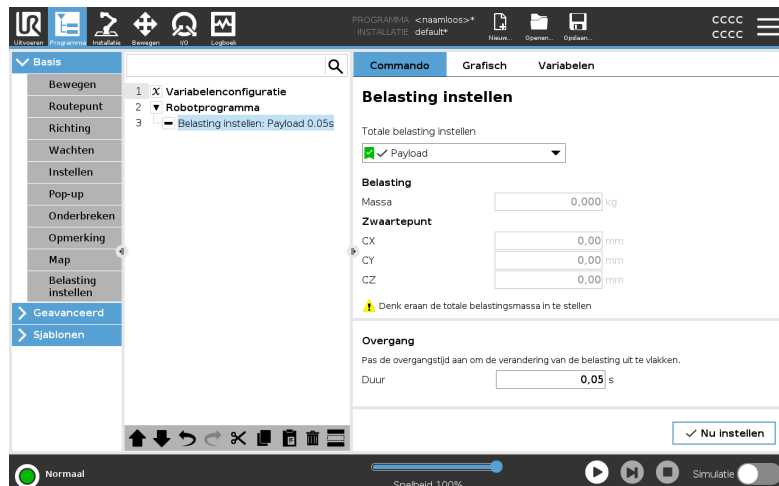 UR
Uitvoeren
Programma
Installatie
Bewegen
I/O
Logboek
PROGRAMMA <naamloos>*
INSTALLATIE default*
Nieuw...
Openen...
Opslaan...
cccc
cccc
Basis
Bewegen
Routepunt
Richting
Wachten
Instellen
Pop-up
Onderbreken
Opmerking
Map
Belasting
instellen
Geavanceerd
Sjablonen
1 X Variabelenconfiguratie
2 Robotprogramma
3 Belasting instellen: Payload 0.05s
Commando
Grafisch
Variabelen
Belasting instellen
Totale belasting instellen
Payload
Belasting
Massa 0,000 kg
Zwaartepunt
CX 0,00 mm
CY 0,00 mm
CZ 0,00 mm
Denk eraan de totale belastingsmassa in te stellen
Overgang
Pas de overgangstijd aan om de verandering van de belasting uit te vlakken.
Duur 0,05 s
Nu instellen
Normaal
Snelheid 100%
Simulatie